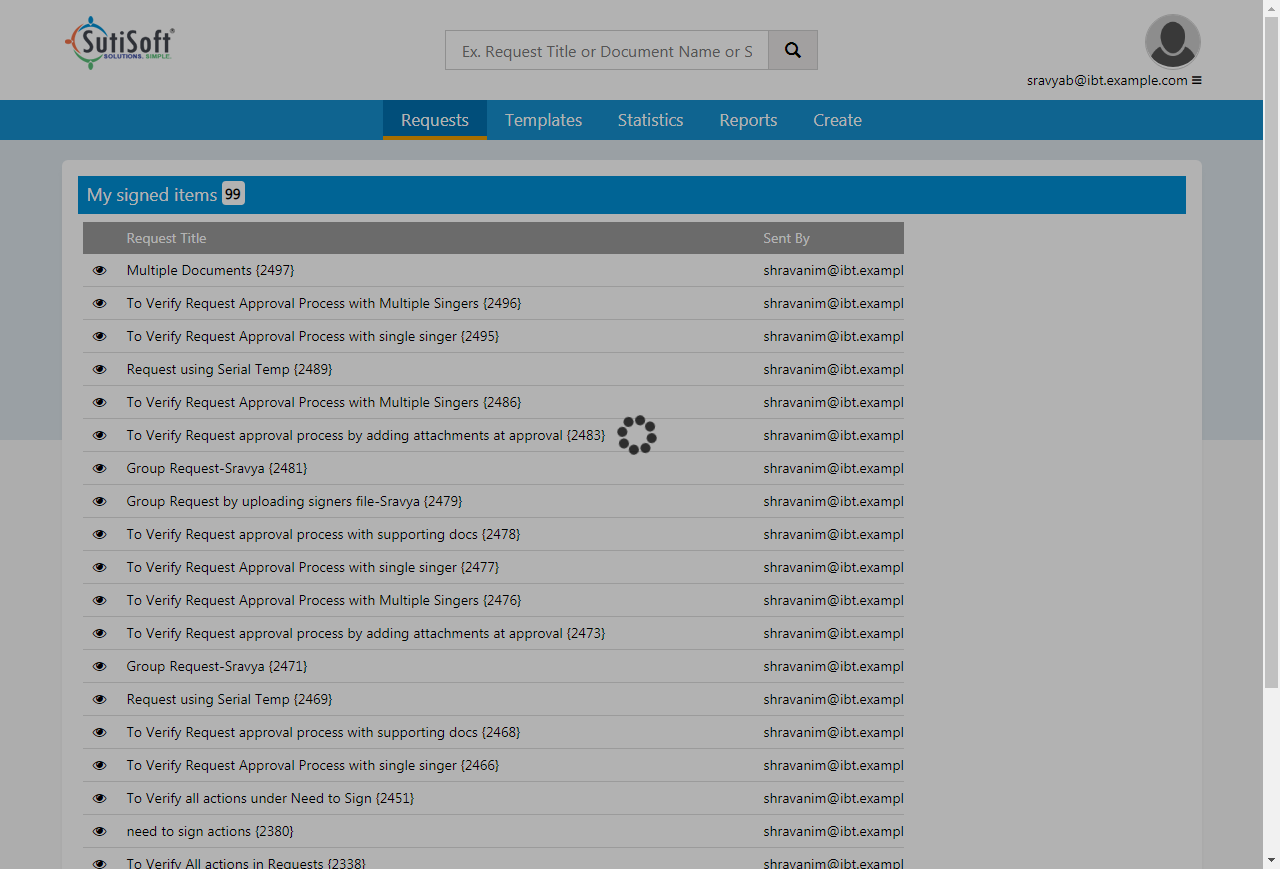 SutiSoft®
SOLUTIONS. SIMPLE.
Ex. Request Title or Document Name or S
sravyab@ibt.example.com
Requests Templates Statistics Reports Create
My signed items 99
Request Title Sent By
Multiple Documents {2497} shravanim@ibt.exampl
To Verify Request Approval Process with Multiple Singers {2496} shravanim@ibt.exampl
To Verify Request Approval Process with single singer {2495} shravanim@ibt.exampl
Request using Serial Temp {2489} shravanim@ibt.exampl
To Verify Request Approval Process with Multiple Singers {2486} shravanim@ibt.exampl
To Verify Request approval process by adding attachments at approval {2483} shravanim@ibt.exampl
Group Request-Sravya {2481} shravanim@ibt.exampl
Group Request by uploading signers file-Sravya {2479} shravanim@ibt.exampl
To Verify Request approval process with supporting docs {2478} shravanim@ibt.exampl
To Verify Request Approval Process with single singer {2477} shravanim@ibt.exampl
To Verify Request Approval Process with Multiple Singers {2476} shravanim@ibt.exampl
To Verify Request approval process by adding attachments at approval {2473} shravanim@ibt.exampl
Group Request-Sravya {2471} shravanim@ibt.exampl
Request using Serial Temp {2469} shravanim@ibt.exampl
To Verify Request approval process with supporting docs {2468} shravanim@ibt.exampl
To Verify Request Approval Process with single singer {2466} shravanim@ibt.exampl
To Verify all actions under Need to Sign {2451} shravanim@ibt.exampl
need to sign actions {2380} shravanim@ibt.exampl
To Verify All actions in Requests {2338} shravanim@ibt.exampl